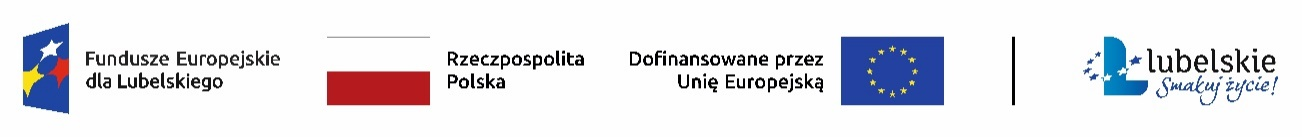 Fundusze Europejskie
dla Lubelskiego
Rzeczpospolita
Polska
Dofinansowane przez
Unię Europejską
lubelskie
Smakuj życie!